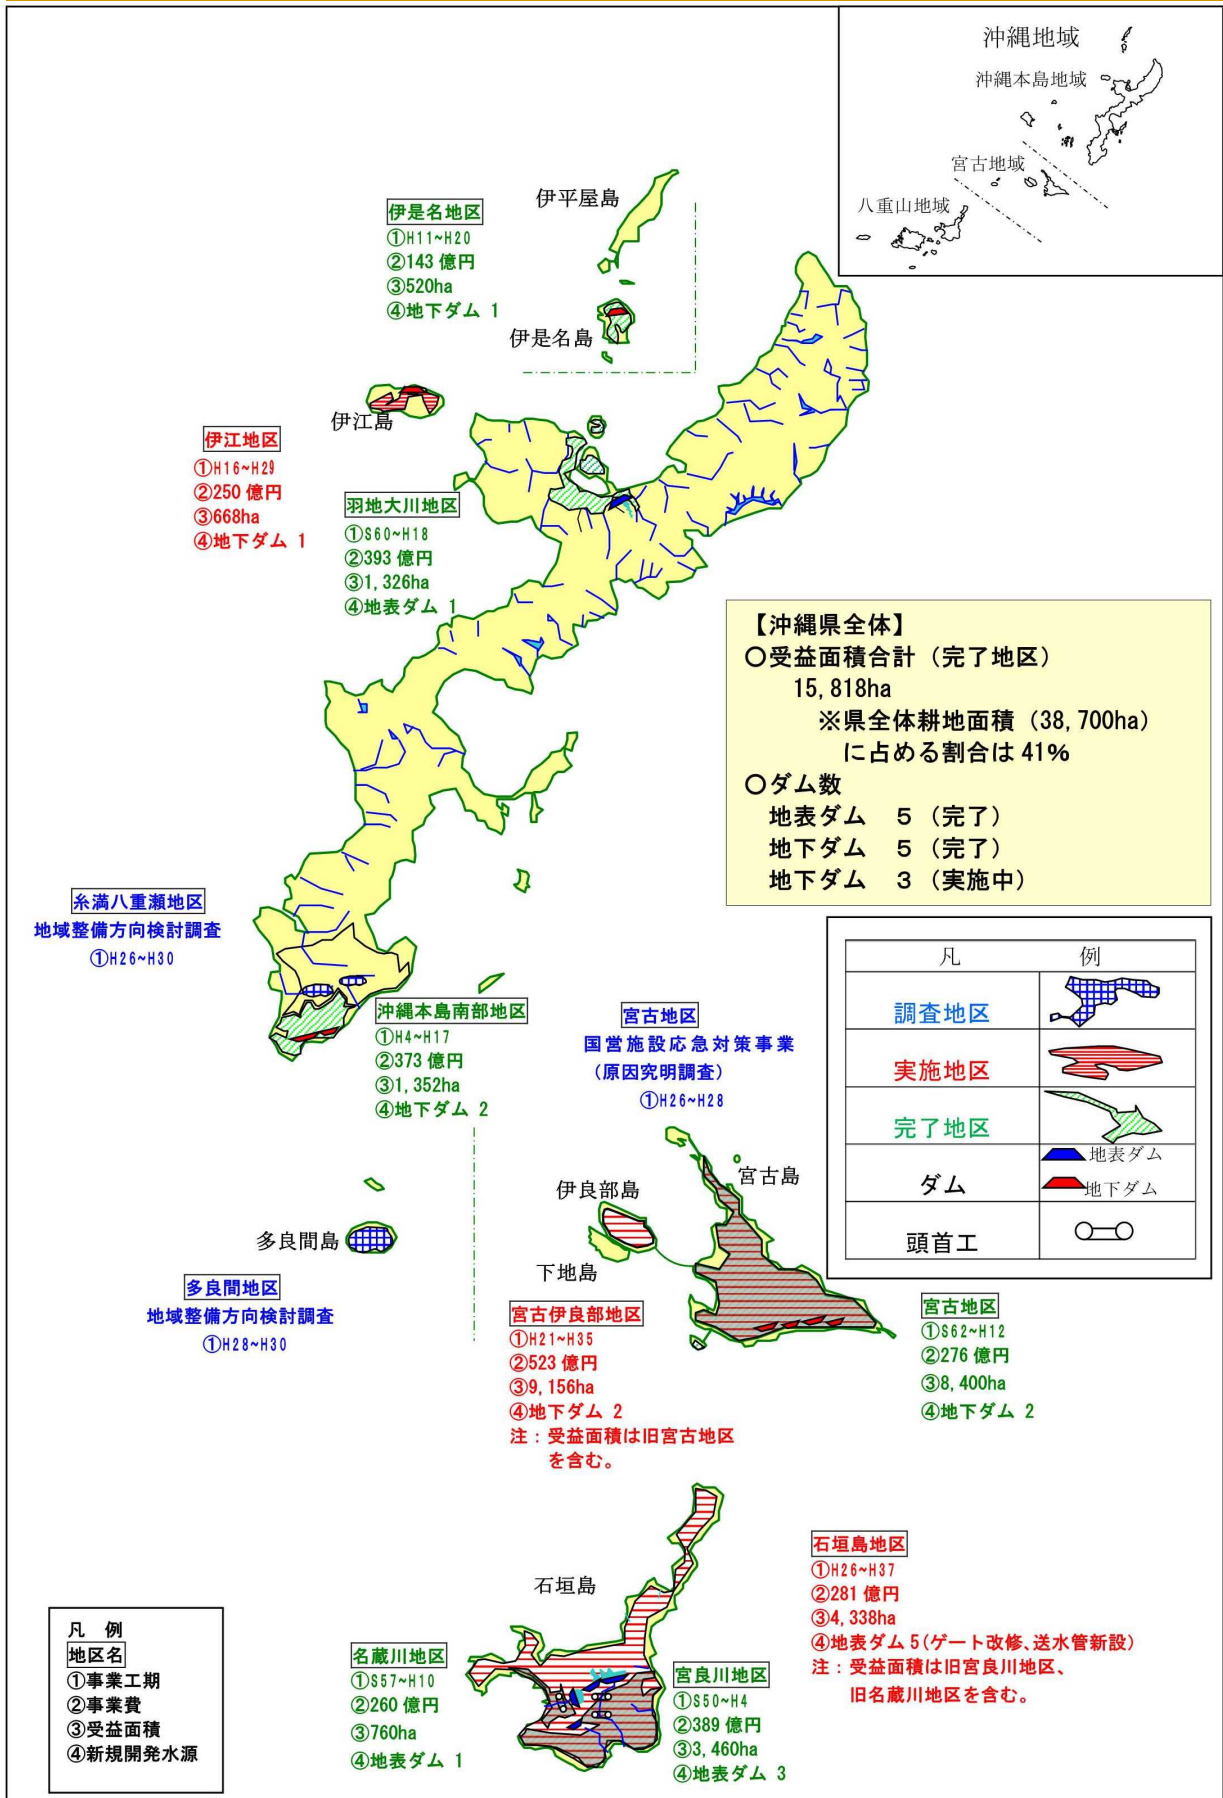 沖縄地域
沖縄本島地域
宮古地域
八重山地域
伊平屋島
伊是名地区
①H11~H20
②143 億円
③520ha
④地下ダム 1
伊是名島
伊江島
伊江地区
①H16~H29
②250 億円
③668ha
④地下ダム 1
羽地大川地区
①S60~H18
②393 億円
③1,326ha
④地表ダム 1
【沖縄県全体】
〇受益面積合計（完了地区）
15,818ha
※県全体耕地面積（38,700ha）
に占める割合は 41%
〇ダム数
地表ダム 5（完了）
地下ダム 5（完了）
地下ダム 3（実施中）
糸満八重瀬地区
地域整備方向検討調査
①H26~H30
沖縄本島南部地区
①H4~H17
②373 億円
③1,352ha
④地下ダム 2
宮古地区
国営施設応急対策事業
（原因究明調査）
①H26~H28
凡 例
調査地区
実施地区
完了地区
ダム
地表ダム
地下ダム
頭首工
宮古島
伊良部島
下地島
多良間島
多良間地区
地域整備方向検討調査
①H28~H30
宮古伊良部地区
①H21~H35
②523 億円
③9,156ha
④地下ダム 2
注：受益面積は旧宮古地区
を含む。
宮古地区
①S62~H12
②276 億円
③8,400ha
④地下ダム 2
石垣島
石垣島地区
①H26~H37
②281 億円
③4,338ha
④地表ダム 5(ゲート改修、送水管新設)
注：受益面積は旧宮良川地区、
旧名蔵川地区を含む。
名蔵川地区
①S57~H10
②260 億円
③760ha
④地表ダム 1
宮良川地区
①S50~H4
②389 億円
③3,460ha
④地表ダム 3
凡 例
地区名
①事業工期
②事業費
③受益面積
④新規開発水源